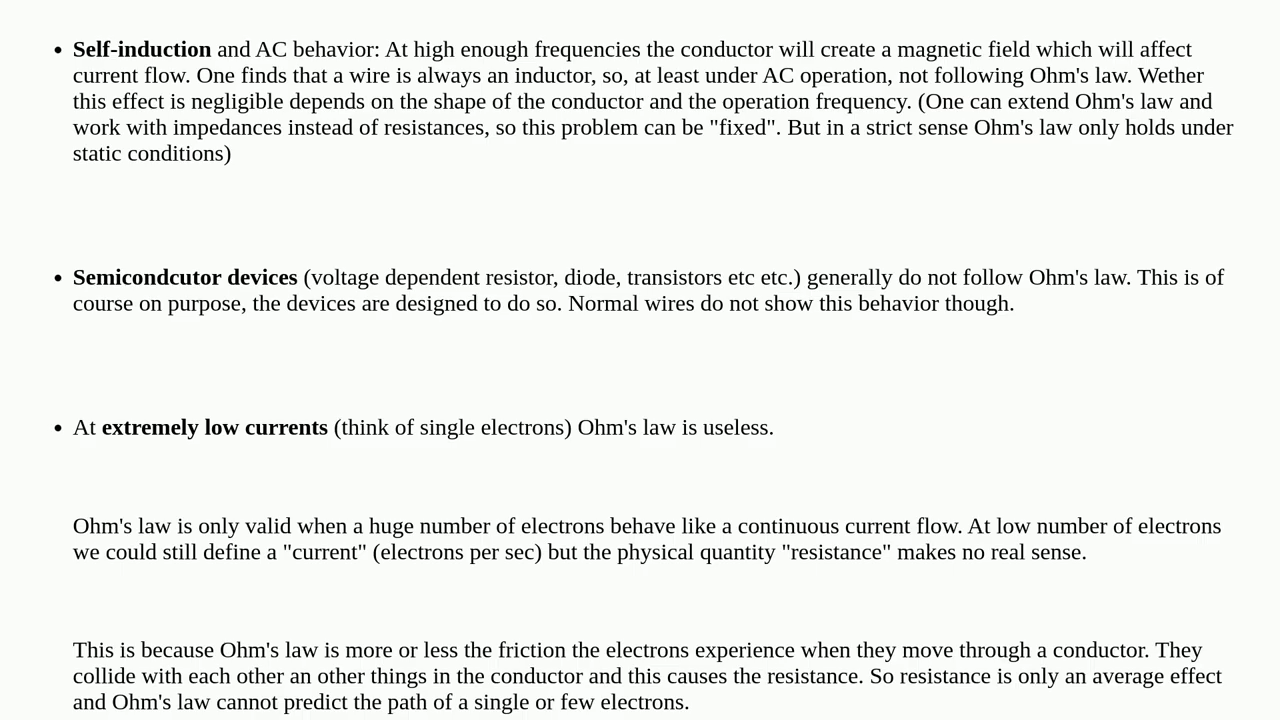 • Self-induction and AC behavior: At high enough frequencies the conductor will create a magnetic field which will affect
current flow. One finds that a wire is always an inductor, so, at least under AC operation, not following Ohm's law. Wether
this effect is negligible depends on the shape of the conductor and the operation frequency. (One can extend Ohm's law and
work with impedances instead of resistances, so this problem can be "fixed". But in a strict sense Ohm's law only holds under
static conditions)
• Semicondcutor devices (voltage dependent resistor, diode, transistors etc etc.) generally do not follow Ohm's law. This is of
course on purpose, the devices are designed to do so. Normal wires do not show this behavior though.
• At extremely low currents (think of single electrons) Ohm's law is useless.
Ohm's law is only valid when a huge number of electrons behave like a continuous current flow. At low number of electrons
we could still define a "current" (electrons per sec) but the physical quantity "resistance" makes no real sense.
This is because Ohm's law is more or less the friction the electrons experience when they move through a conductor. They
collide with each other an other things in the conductor and this causes the resistance. So resistance is only an average effect
and Ohm's law cannot predict the path of a single or few electrons.